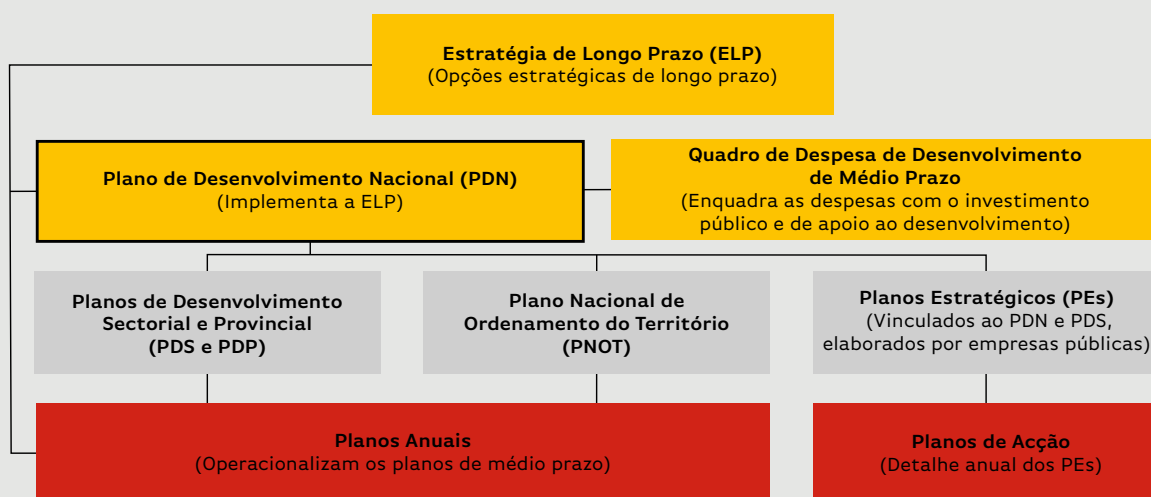 Estratégia de Longo Prazo (ELP)
(Opções estratégicas de longo prazo)
Plano de Desenvolvimento Nacional (PDN)
(Implementa a ELP)
Quadro de Despesa de Desenvolvimento
de Médio Prazo
(Enquadra as despesas com o investimento
público e de apoio ao desenvolvimento)
Planos de Desenvolvimento
Sectorial e Provincial
(PDS e PDP)
Plano Nacional de
Ordenamento do Território
(PNOT)
Planos Estratégicos (PEs)
(Vinculados ao PDN e PDS,
elaborados por empresas públicas)
Planos Anuais
(Operacionalizam os planos de médio prazo)
Planos de Acção
(Detalhe anual dos PEs)